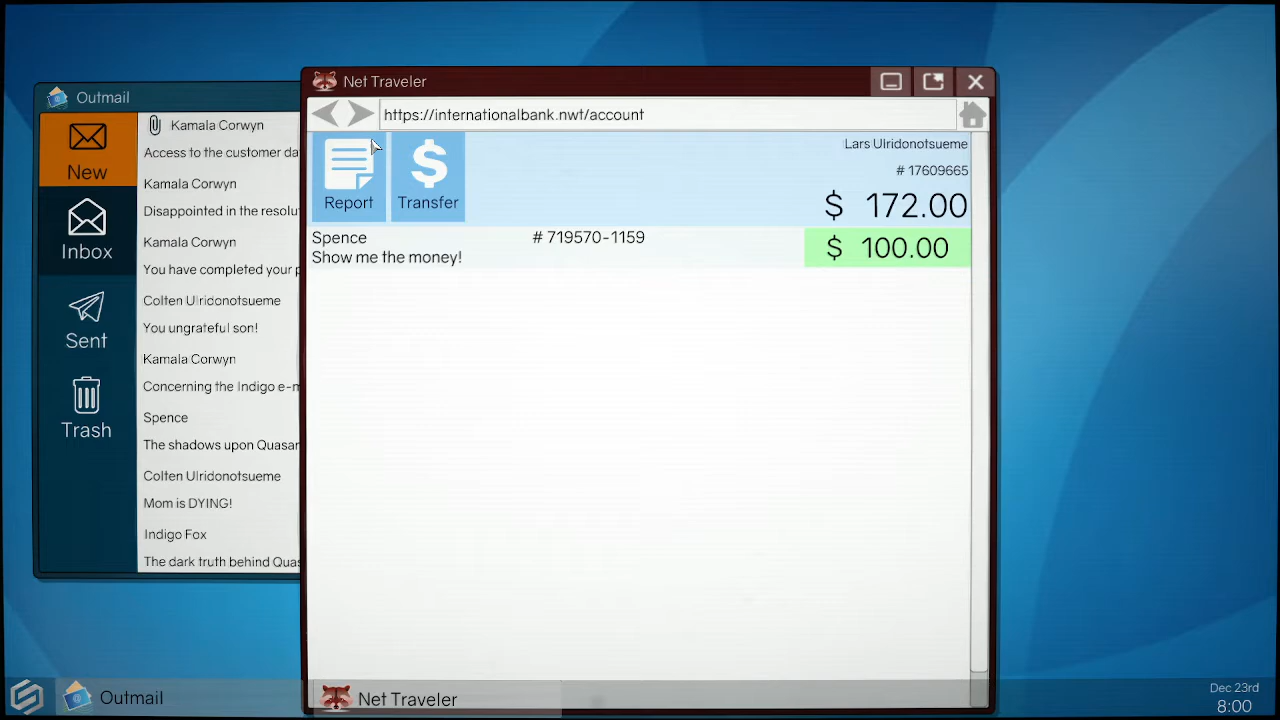 Outmail
New
Inbox
Sent
Trash
Kamala Corwyn
Access to the customer da
Kamala Corwyn
Disappointed in the resolu
Kamala Corwyn
You have completed your p
Colten Ulridonotsueme
You ungrateful son!
Kamala Corwyn
Concerning the Indigo e-m
Spence
The shadows upon Quasar
Colten Ulridonotsueme
Mom is DYING!
Indigo Fox
The dark truth behind Quas
Net Traveler
https://internationalbank.nwt/account
Report
Transfer
Lars Ulridonotsueme
# 17609665
$ 172.00
Spence # 719570-1159
Show me the money!
$ 100.00
Outmail
Net Traveler
Dec 23rd
8:00